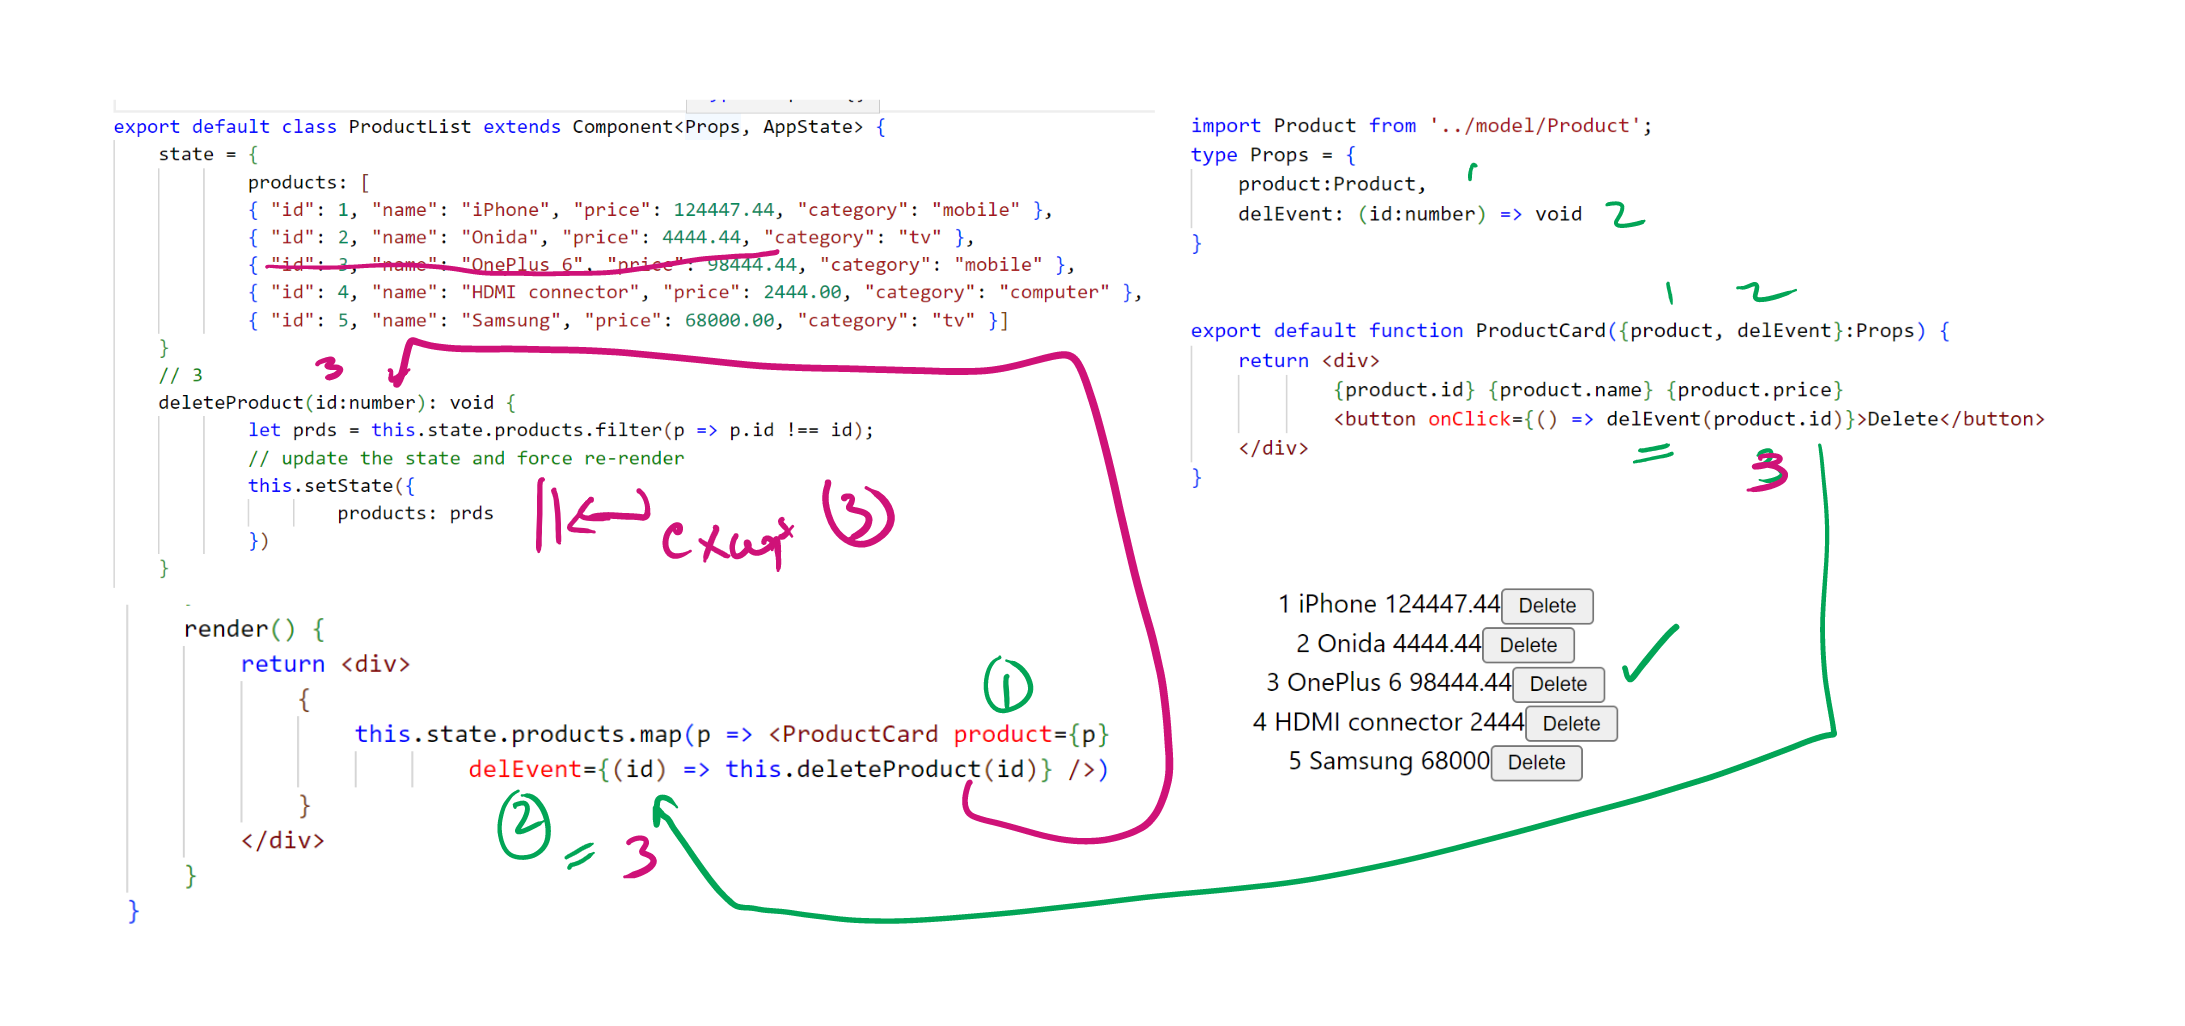 export default class ProductList extends Component<Props, AppState> {
state = {
products: [
{ "id": 1, "name": "iPhone", "price": 124447.44, "category": "mobile" },
{ "id": 2, "name": "Onida", "price": 4444.44, "category": "tv" },
{ "id": 3, "name": "OnePlus 6", "price": 98444.44, "category": "mobile" },
{ "id": 4, "name": "HDMI connector", "price": 2444.00, "category": "computer" },
{ "id": 5, "name": "Samsung", "price": 68000.00, "category": "tv" }]
}
3
// 3
deleteProduct(id:number): void {
let prds = this.state.products.filter(p => p.id !== id);
// update the state and force re-render
this.setState({
products: prds
})
except 3
}
render() {
return <div>
{
1
this.state.products.map(p => <ProductCard product={p}
delEvent={(id) => this.deleteProduct(id)} />)
2 = 3
}
</div>
}
}
import Product from '../model/Product';
type Props = {
product:Product,
1
delEvent: (id:number) => void
2
}
1 2
export default function ProductCard({product, delEvent}:Props) {
return <div>
{product.id} {product.name} {product.price}
<button onClick={() => delEvent(product.id)}>Delete</button>
</div>
= 3
}
1 iPhone 124447.44 Delete
2 Onida 4444.44 Delete
3 OnePlus 6 98444.44 Delete
4 HDMI connector 2444 Delete
5 Samsung 68000 Delete